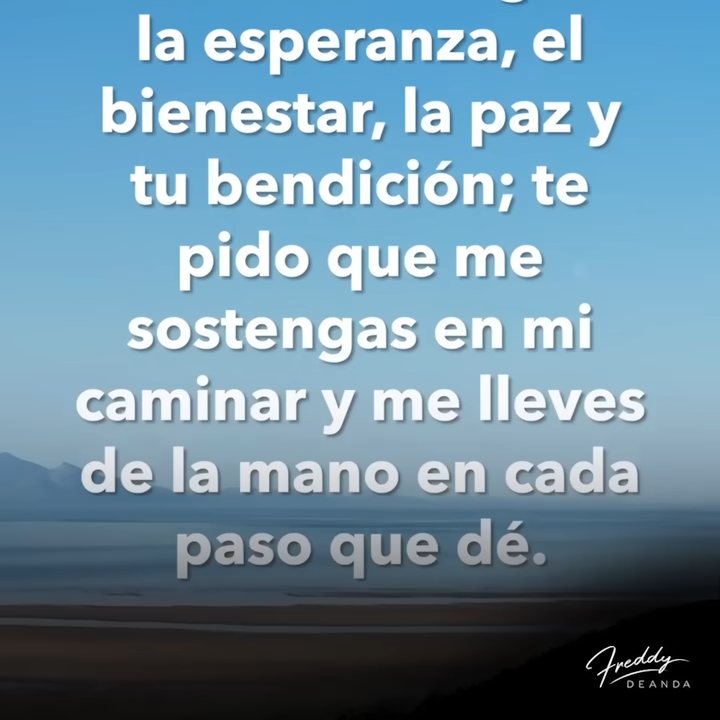 la esperanza, el
bienestar, la paz y
tu bendición; te
pido que me
sostengas en mi
caminar y me lleves
de la mano en cada
paso que dé.
Freddy
DEANDA